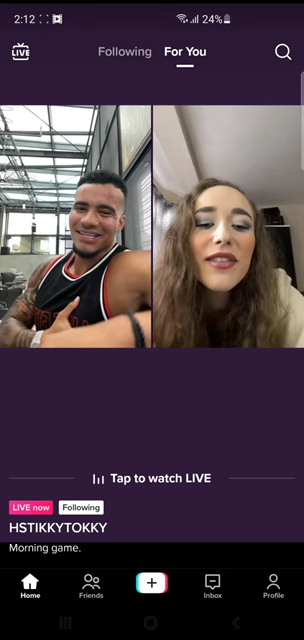 2:12 24%
LIVE Following For You
Tap to watch LIVE
LIVE now Following
HSTIKKYTOKKY
Morning game.
Home Friends Inbox Profile